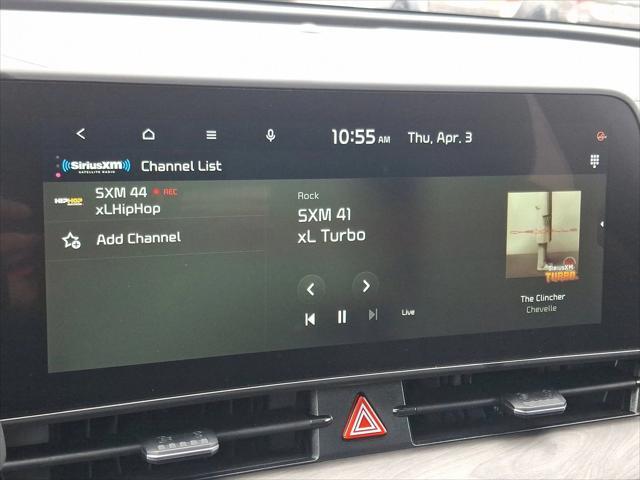 10:55 AM Thu, Apr. 3
((SiriusXM)) Channel List
SATELLITE RADIO
HIPHOP
SXM 44 REC
xLHipHop
Add Channel
Rock
SXM 41
xL Turbo
Live
SiriusXM
TURBO
The Clincher
Chevelle